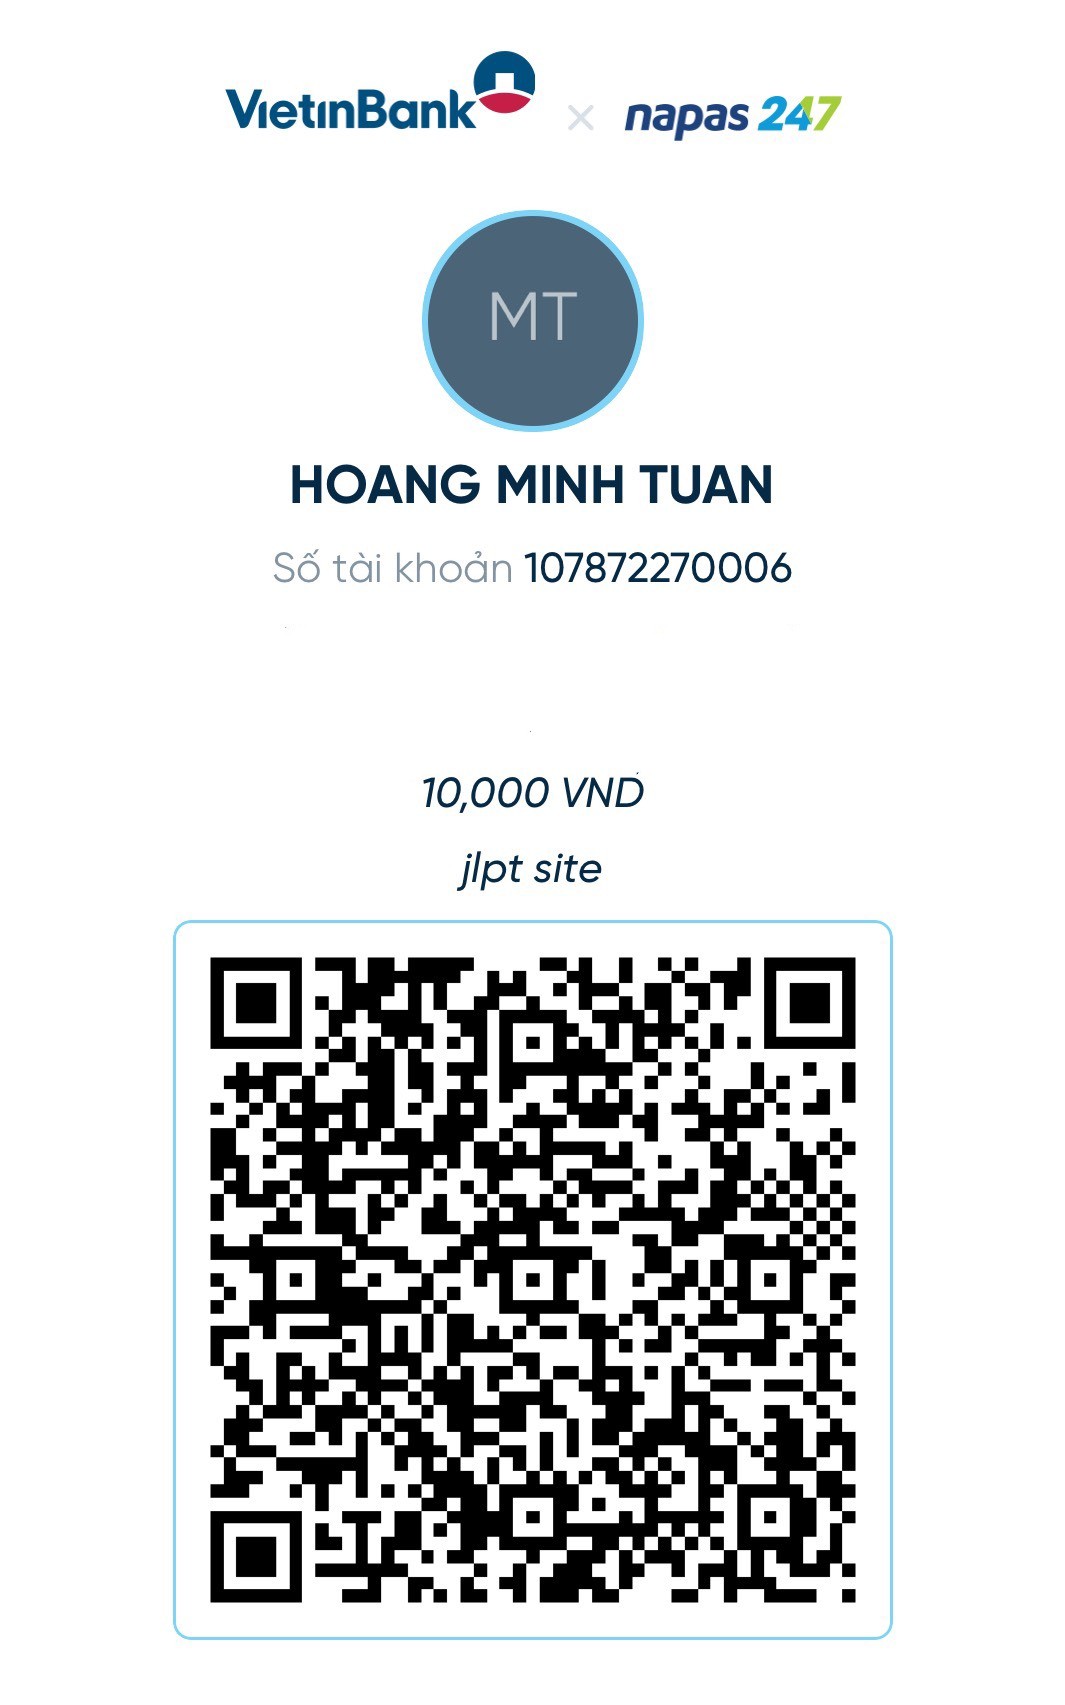 VietinBank × napas 247
MT
HOANG MINH TUAN
Số tài khoản 107872270006
10,000 VND
jlpt site